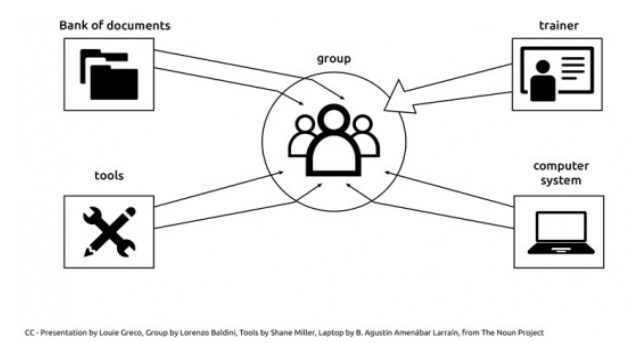 Bank of documents
trainer
group
tools
computer
system
CC - Presentation by Louie Greco, Group by Lorenzo Baldini, Tools by Shane Miller, Laptop by B. Agustín Amenábar Larraín, from The Noun Project